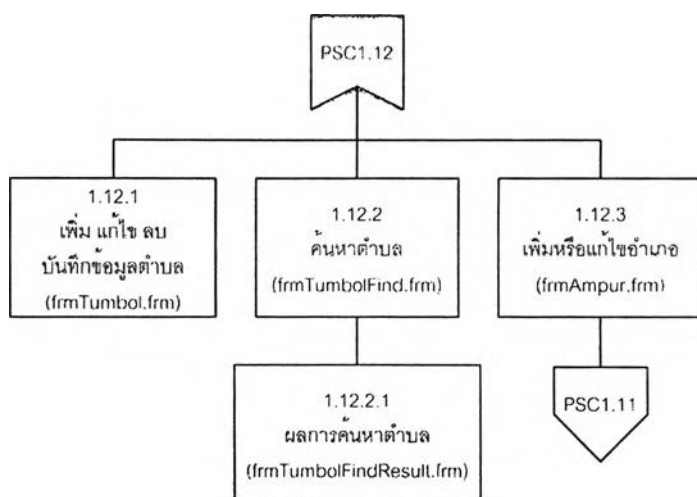 PSC1.12
1.12.1
เพิ่ม แก้ไข ลบ
บันทึกข้อมูลตำบล
(frmTumbol.frm)
1.12.2
ค้นหาตำบล
(frmTumbolFind.frm)
1.12.3
เพิ่มหรือแก้ไขอำเภอ
(frmAmpur.frm)
1.12.2.1
ผลการค้นหาตำบล
(frmTumbolFindResult.frm)
PSC1.11